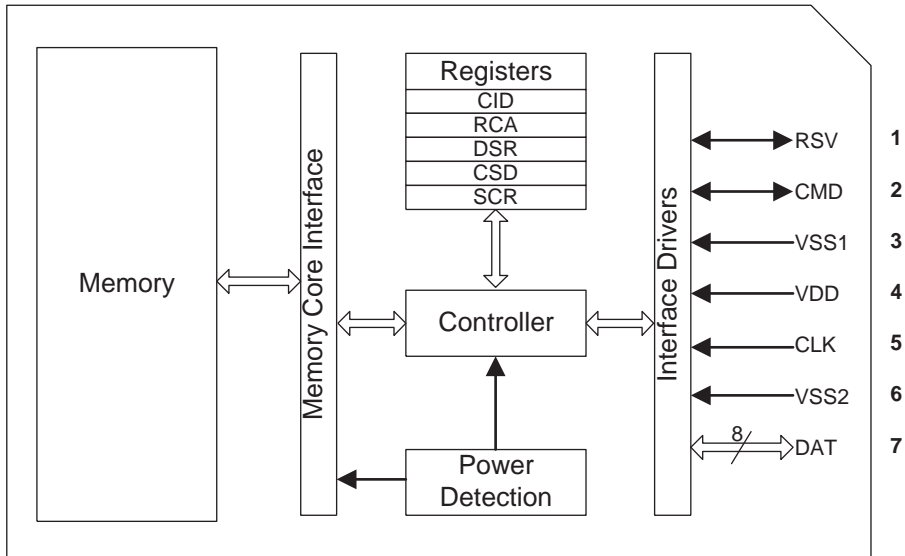 Memory
Memory Core Interface
Registers
CID
RCA
DSR
CSD
SCR
Controller
Power
Detection
Interface Drivers
RSV 1
CMD 2
VSS1 3
VDD 4
CLK 5
VSS2 6
8 DAT 7